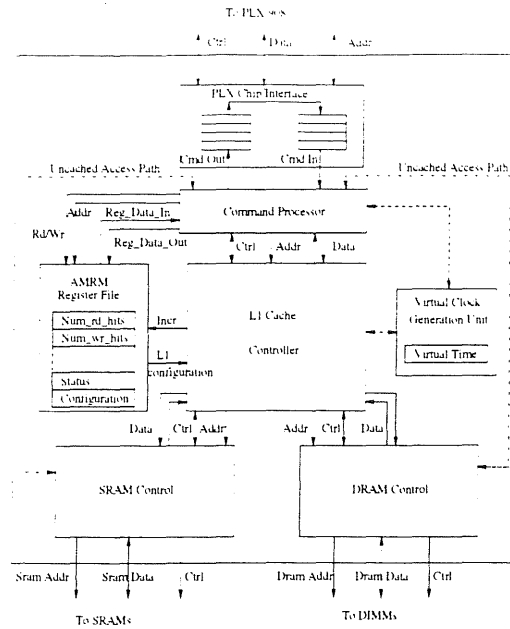 To PLX 9080
Ctrl Data Addr
PLX Chip Interface
Cmd Out Cmd In
Uncached Access Path Uncached Access Path
Addr Reg_Data_In Command Processor
Rd/Wr Reg_Data_Out
Ctrl Addr Data
AMRM
Register File
Num_rd_hits
Num_wr_hits
Status
Configuration
Incr
L1
configuration
L1 Cache
Controller
Virtual Clock
Generation Unit
Virtual Time
Data Ctrl Addr Addr Ctrl Data
SRAM Control DRAM Control
Sram Addr Sram Data Ctrl Dram Addr Dram Data Ctrl
To SRAMs To DIMMs